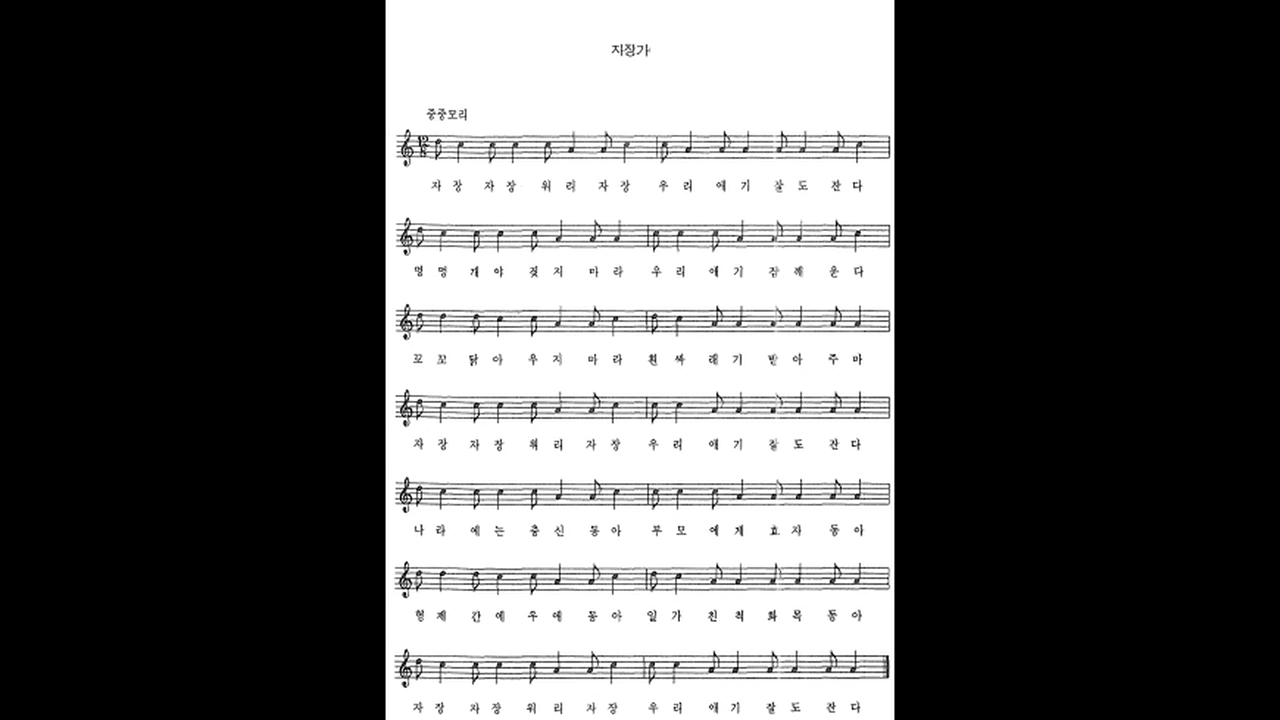 자장가
중중모리
자장 자장 워리 자장 우리 애기 잘도 잔다
멍멍 개야 짖지 마라 우리 애기 잠깨 운다
꼬꼬 닭아 우지 마라 흰싸래기 받아 주마
자장 자장 워리 자장 우리 애기 잘도 잔다
나라 에는 충신 동아 부모 에게 효자 동아
형제 간에 우애 동아 일가 친척 화목 동아
자장 자장 워리 자장 우리 애기 잘도 잔다